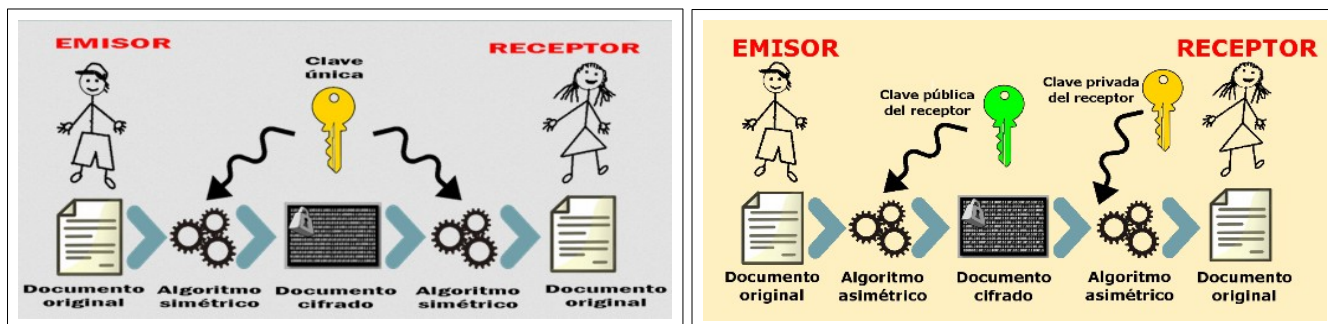 EMISOR
RECEPTOR
Clave
única
Documento
original
Algoritmo
simétrico
Documento
cifrado
Algoritmo
simétrico
Documento
original
EMISOR
RECEPTOR
Clave pública
del receptor
Clave privada
del receptor
Documento
original
Algoritmo
asimétrico
Documento
cifrado
Algoritmo
asimétrico
Documento
original